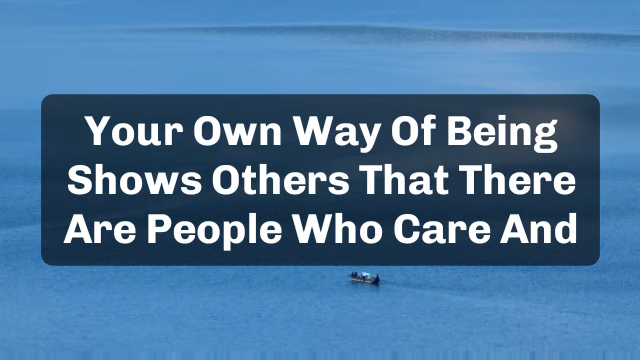 Your Own Way Of Being
Shows Others That There
Are People Who Care And